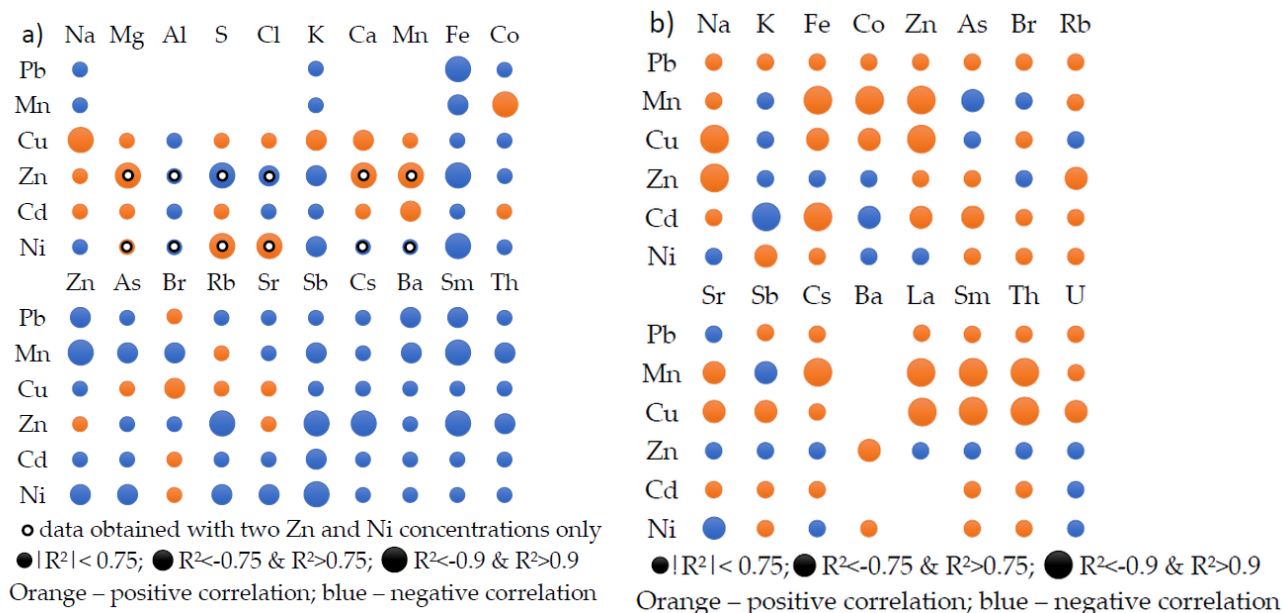 a) Na Mg Al S Cl K Ca Mn Fe Co
Pb
Mn
Cu
Zn
Cd
Ni
Zn As Br Rb Sr Sb Cs Ba Sm Th
Pb
Mn
Cu
Zn
Cd
Ni
data obtained with two Zn and Ni concentrations only
|R²|< 0.75; R²<-0.75 & R²>0.75; R²<-0.9 & R²>0.9
Orange – positive correlation; blue – negative correlation
b) Na K Fe Co Zn As Br Rb
Pb
Mn
Cu
Zn
Cd
Ni
Sr Sb Cs Ba La Sm Th U
Pb
Mn
Cu
Zn
Cd
Ni
|R²|< 0.75; R²<-0.75 & R²>0.75; R²<-0.9 & R²>0.9
Orange – positive correlation; blue – negative correlation